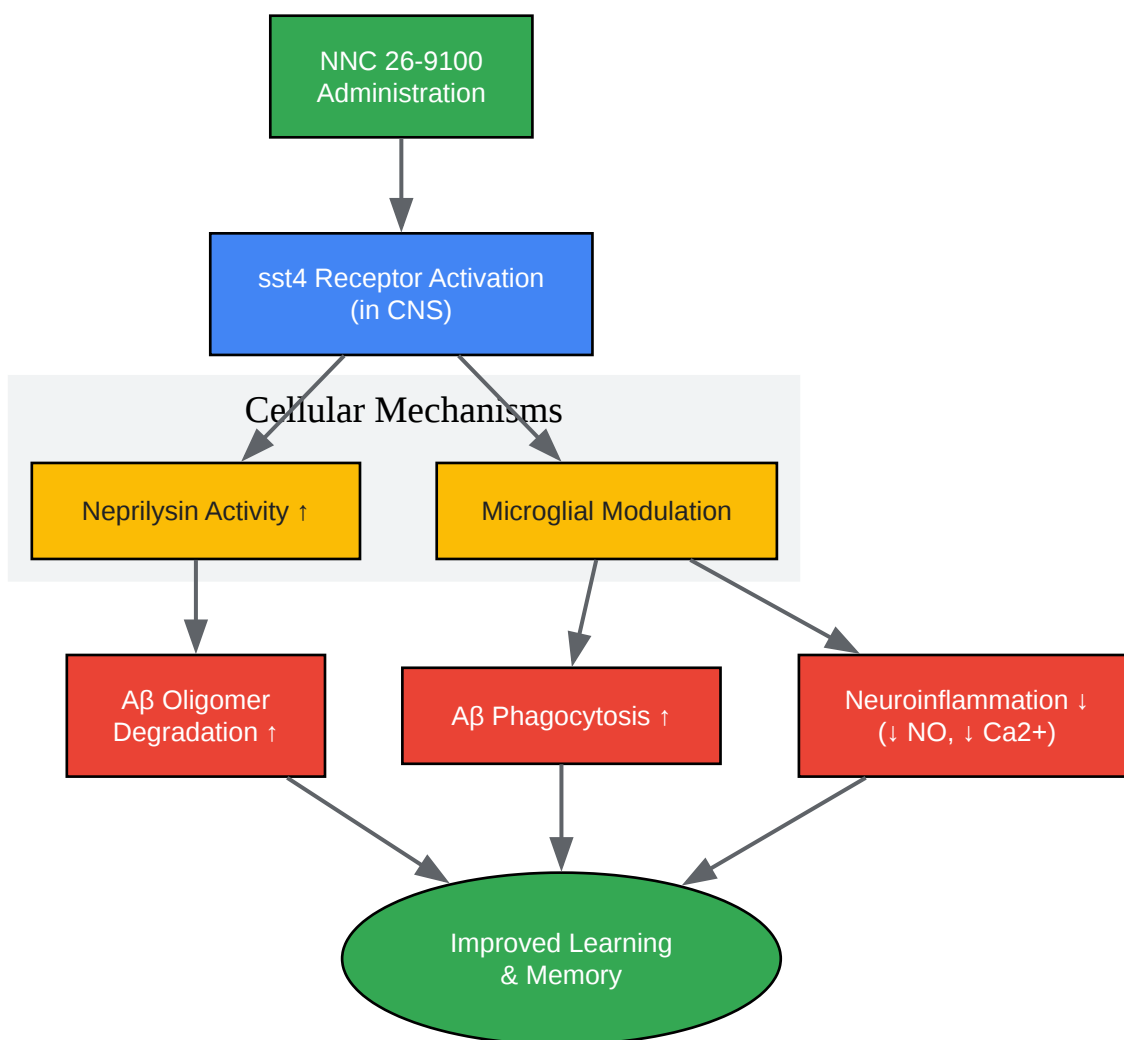 NNC 26-9100
Administration
sst4 Receptor Activation
(in CNS)
Cellular Mechanisms
Neprilysin Activity ↑
Microglial Modulation
Aβ Oligomer
Degradation ↑
Aβ Phagocytosis ↑
Neuroinflammation ↓
(↓ NO, ↓ Ca2+)
Improved Learning
& Memory